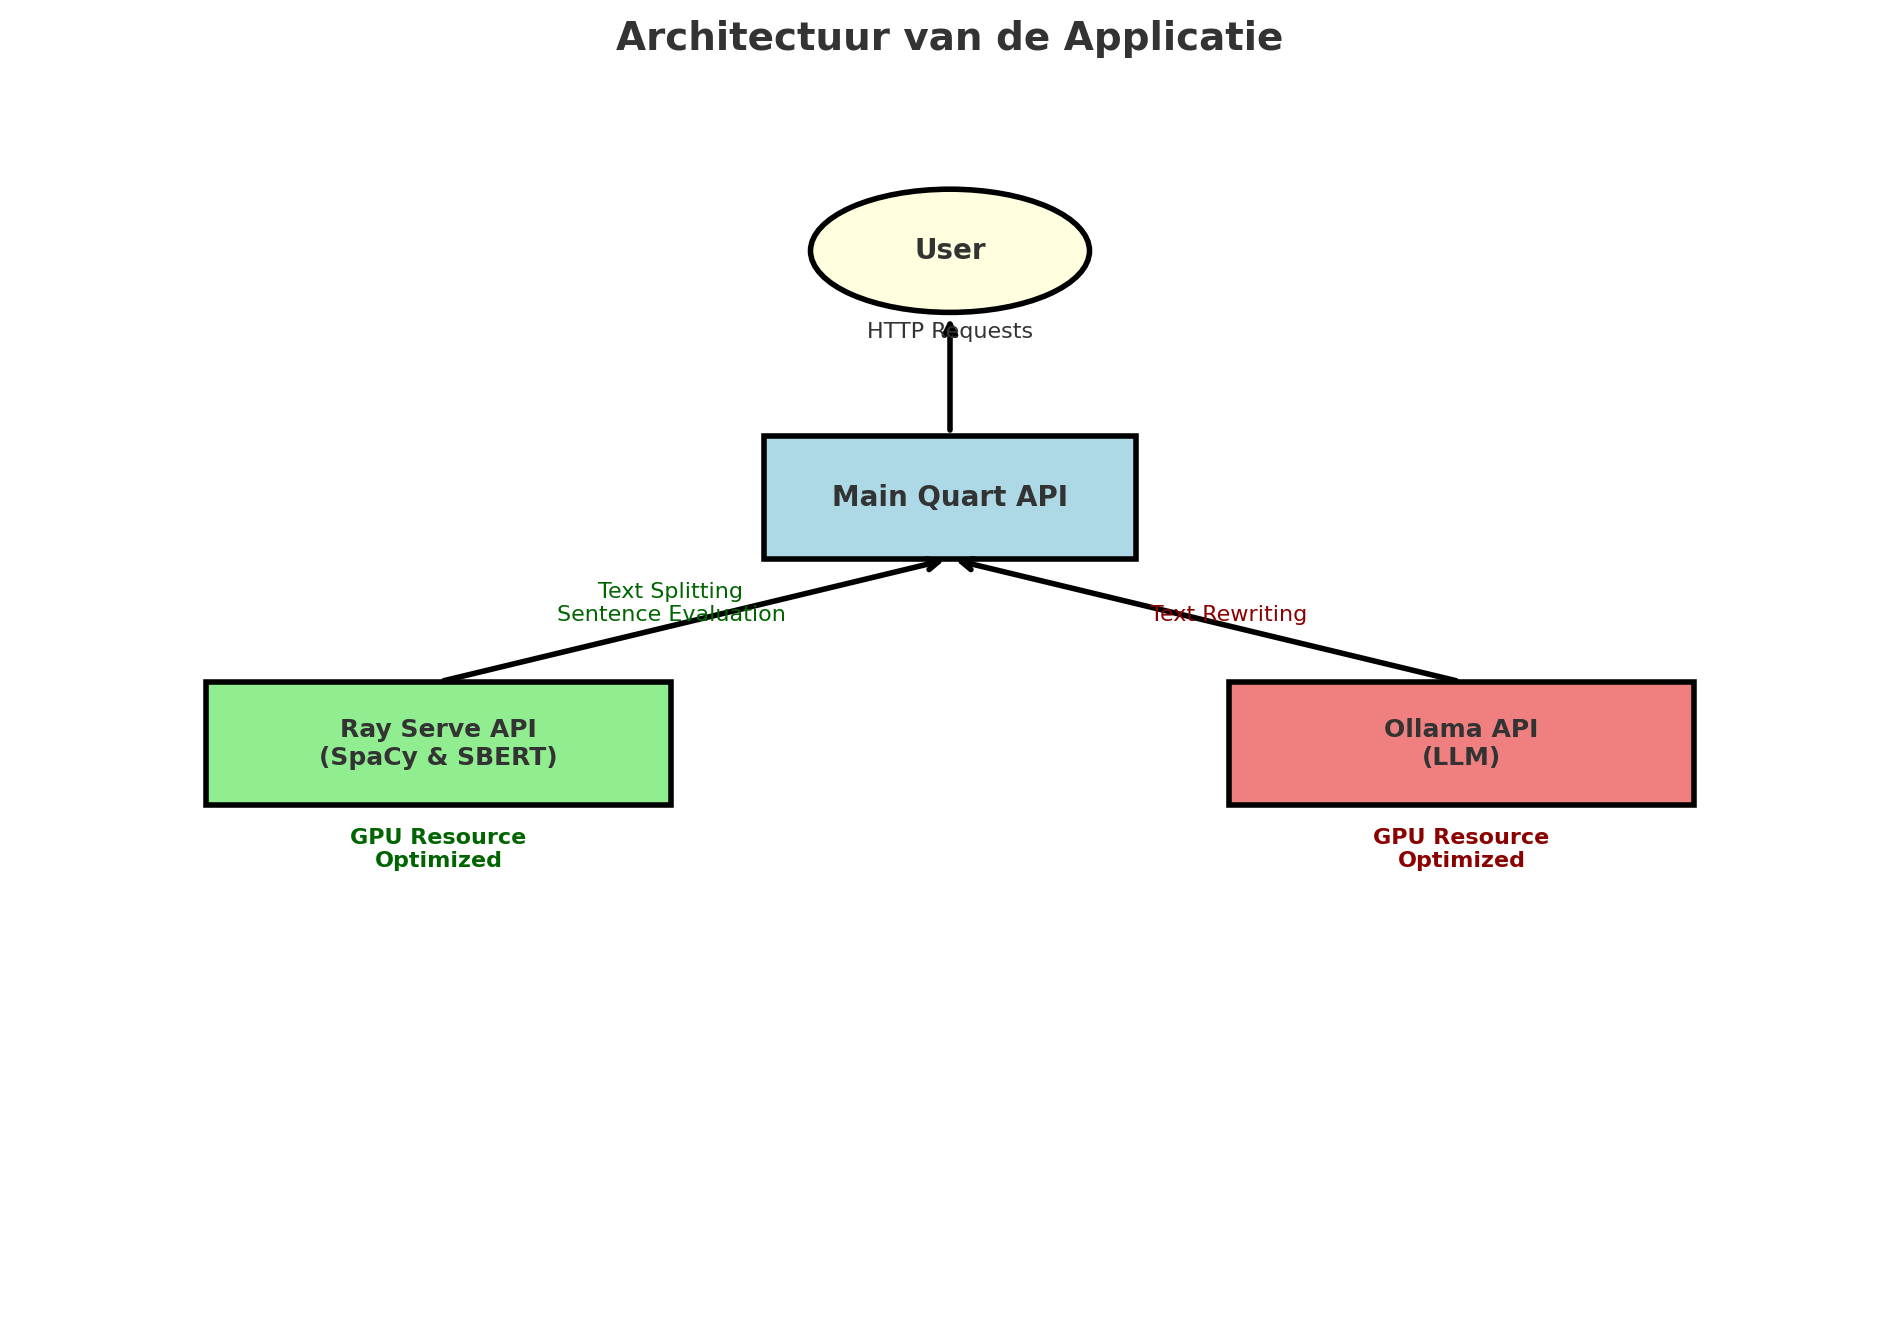 Architectuur van de Applicatie
User
HTTP Requests
Main Quart API
Text Splitting
Sentence Evaluation
Text Rewriting
Ray Serve API
(SpaCy & SBERT)
Ollama API
(LLM)
GPU Resource
Optimized
GPU Resource
Optimized